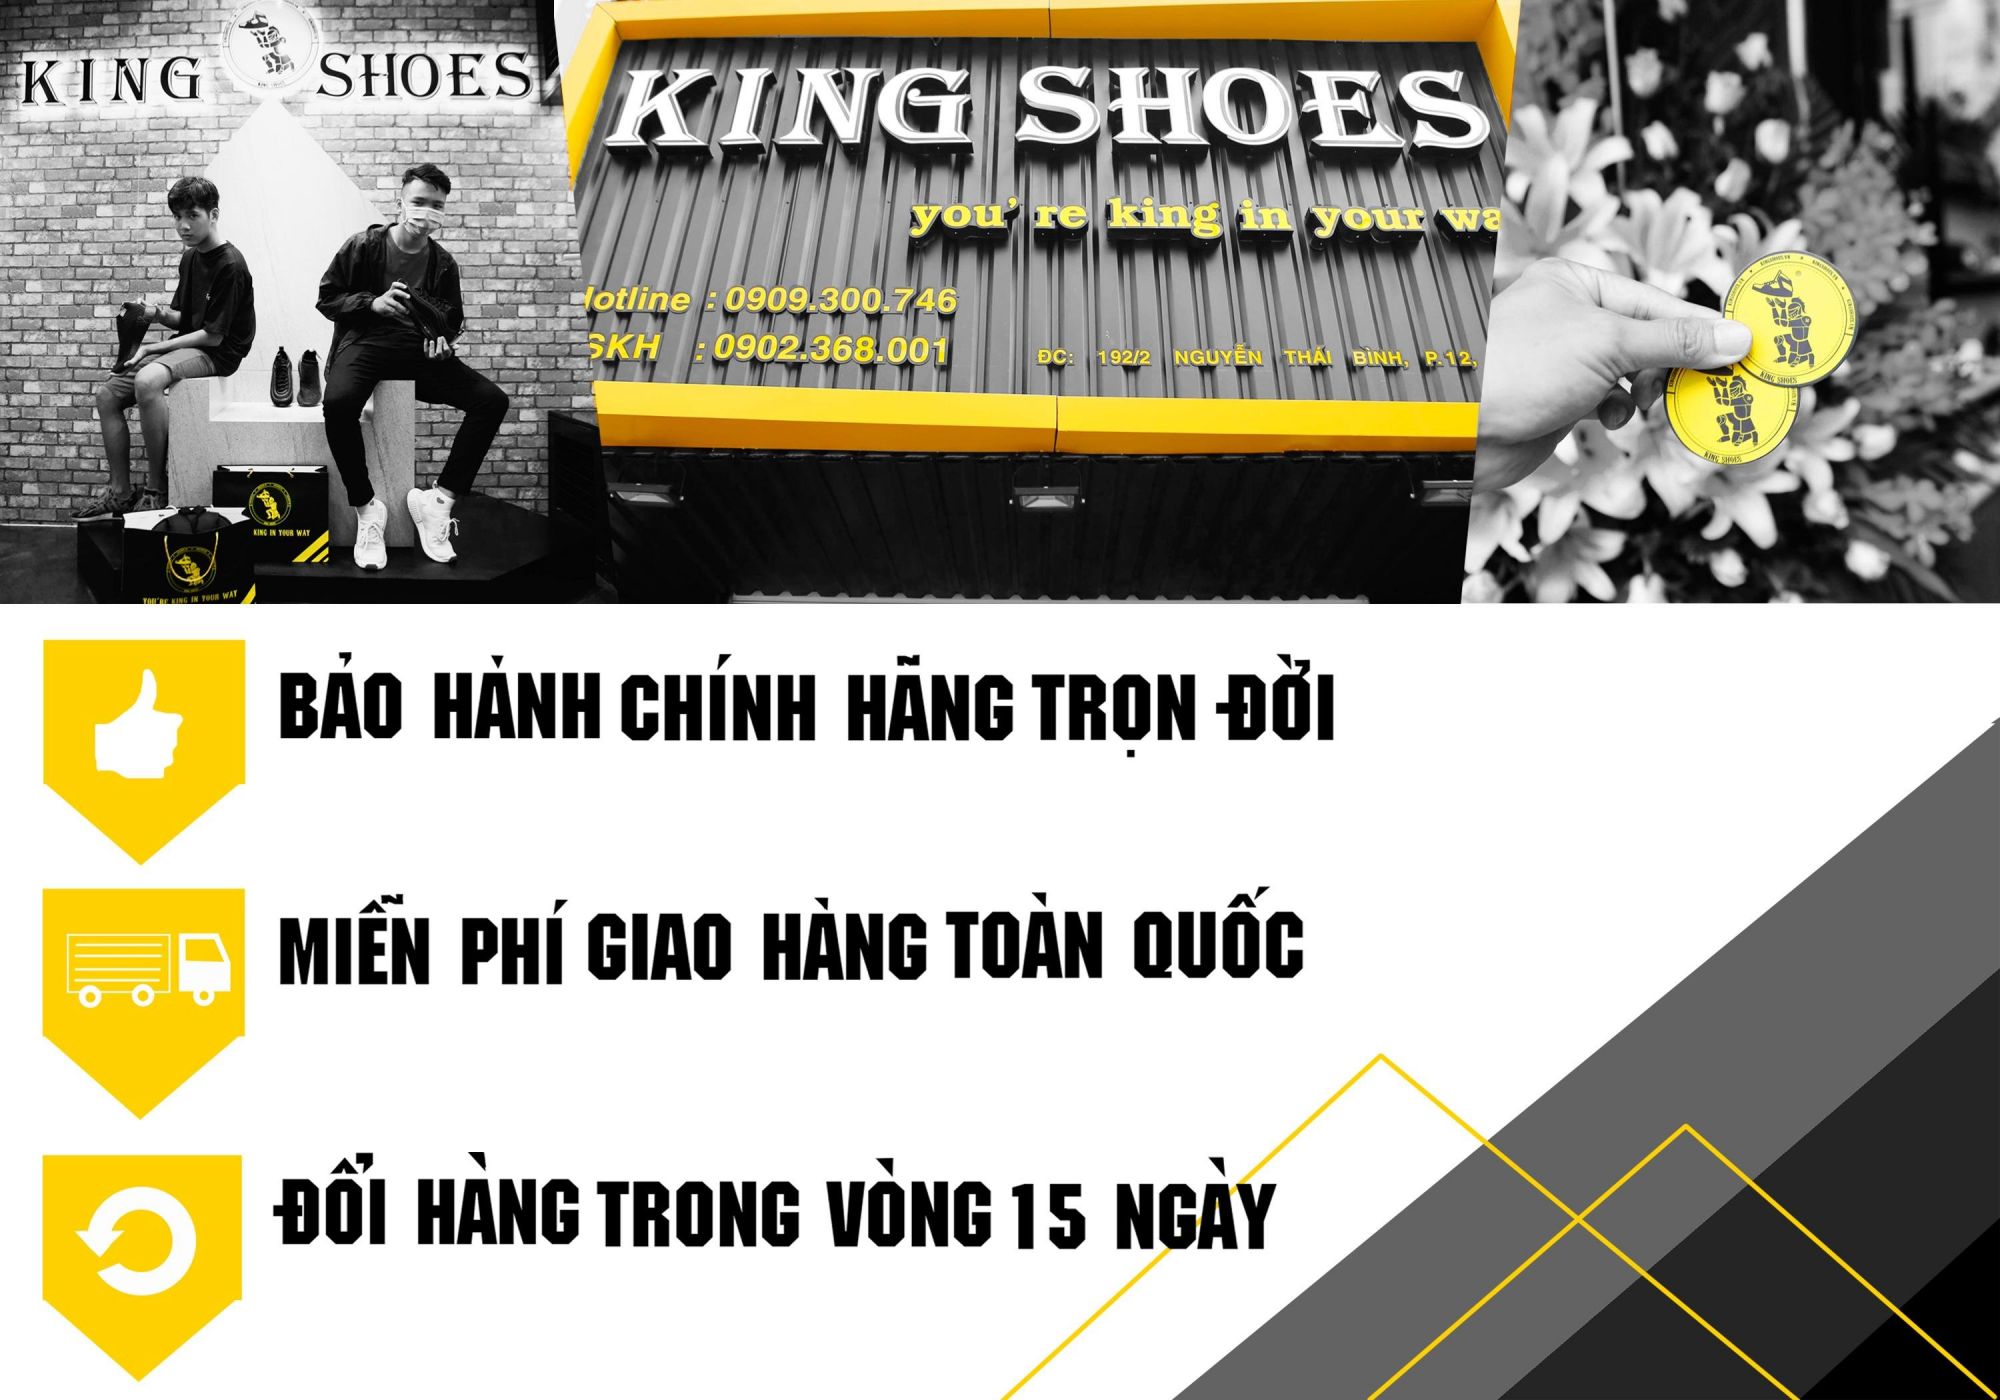 KING SHOES
KING IN YOUR WAY
YOU'RE KING IN YOUR WAY
KING SHOES
you' re king in your wa
Hotline : 0909.300.746
SKH : 0902.368.001
ĐC: 192/2 NGUYỄN THÁI BÌNH, P.12,
KING SHOES
KING SHOES
BẢO HÀNH CHÍNH HÃNG TRỌN ĐỜI
MIỄN PHÍ GIAO HÀNG TOÀN QUỐC
ĐỔI HÀNG TRONG VÒNG 15 NGÀY